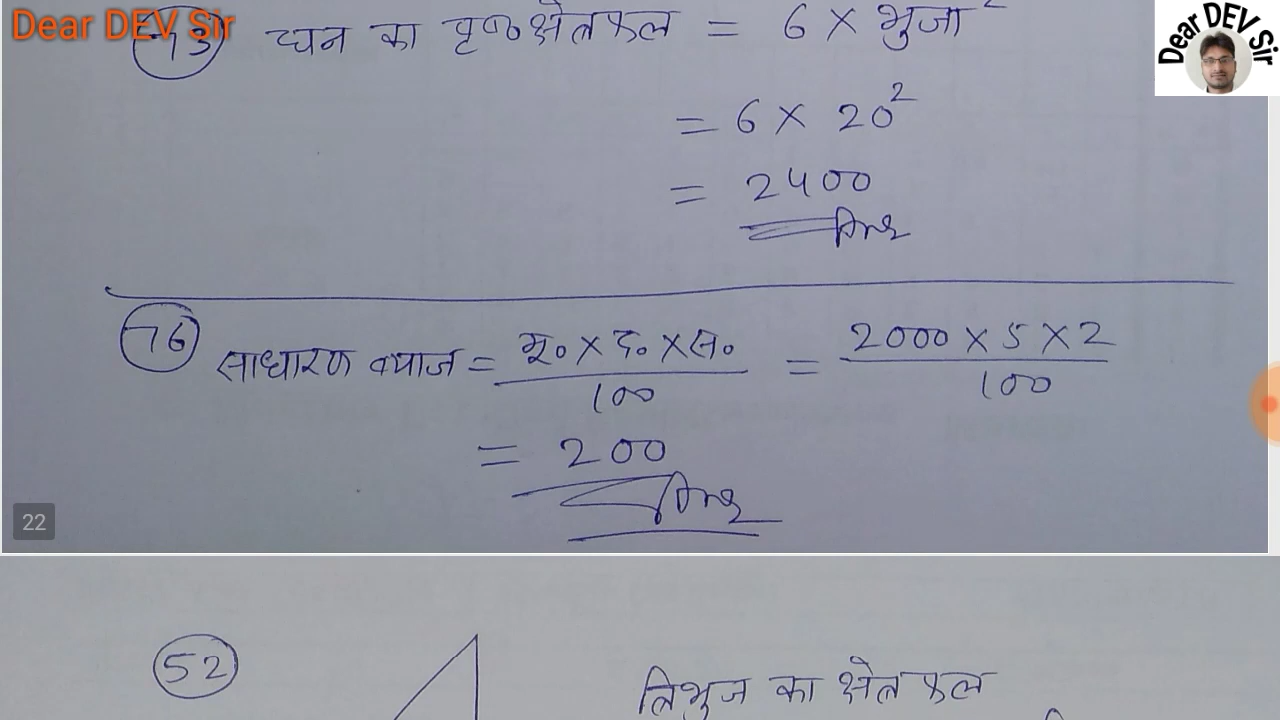 Dear DEV Sir
Dear DEV Sir
घन का पृष्ठ क्षेत्रफल = 6 × भुजा²
= 6 × 20²
= 2400
Ans
76
साधारण ब्याज = मू० × द० × स० / 100 = 2000 × 5 × 2 / 100
= 200
Ans
22
52
त्रिभुज का क्षेत्रफल